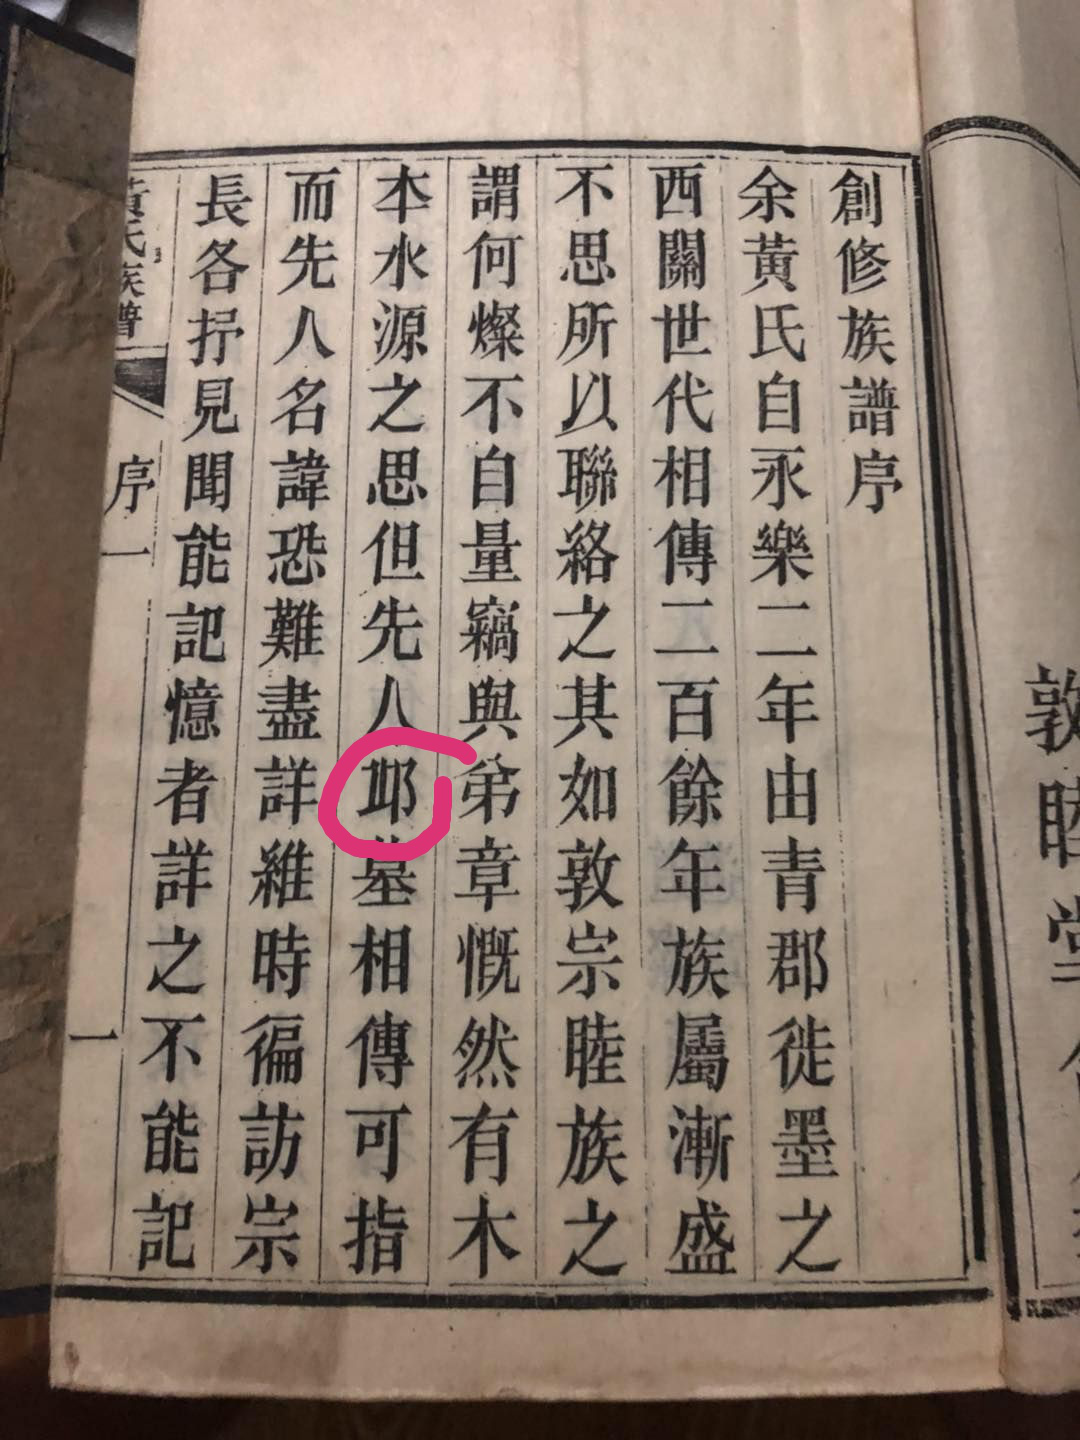 敦睦堂
創修族譜序
余黃氏自永樂二年由青郡徙墨之
西關世代相傳二百餘年族屬漸盛
不思所以聯絡之其如敦宗睦族之
謂何燦不自量竊與弟章慨然有木
本水源之思但先人邱墓相傳可指
而先人名諱恐難盡詳維時徧訪宗
長各抒見聞能記憶者詳之不能記
黃氏族譜 序一 一